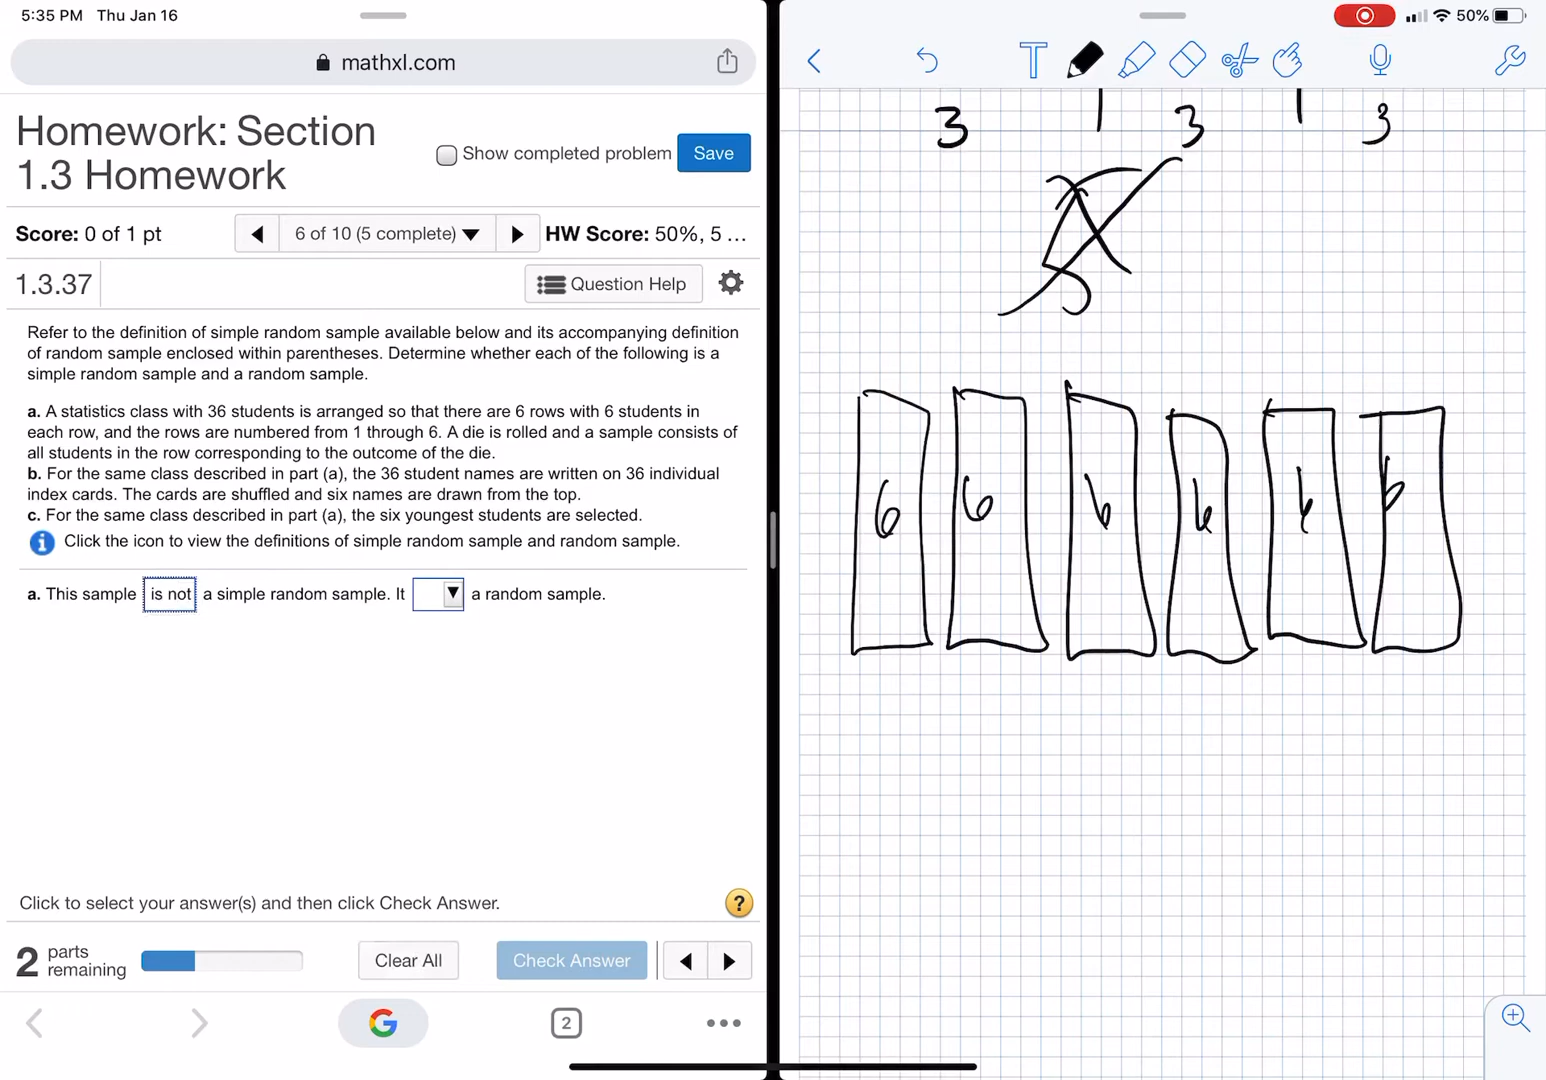 5:35 PM Thu Jan 16
mathxl.com
Homework: Section
1.3 Homework
Show completed problem
Save
Score: 0 of 1 pt
6 of 10 (5 complete)
HW Score: 50%, 5 ...
1.3.37
Question Help
Refer to the definition of simple random sample available below and its accompanying definition
of random sample enclosed within parentheses. Determine whether each of the following is a
simple random sample and a random sample.
a. A statistics class with 36 students is arranged so that there are 6 rows with 6 students in
each row, and the rows are numbered from 1 through 6. A die is rolled and a sample consists of
all students in the row corresponding to the outcome of the die.
b. For the same class described in part (a), the 36 student names are written on 36 individual
index cards. The cards are shuffled and six names are drawn from the top.
c. For the same class described in part (a), the six youngest students are selected.
Click the icon to view the definitions of simple random sample and random sample.
a. This sample is not a simple random sample. It a random sample.
Click to select your answer(s) and then click Check Answer.
?
2 parts
remaining
Clear All
Check Answer
G
2
50%
T
3 3 3
6 6 6 6 6 6